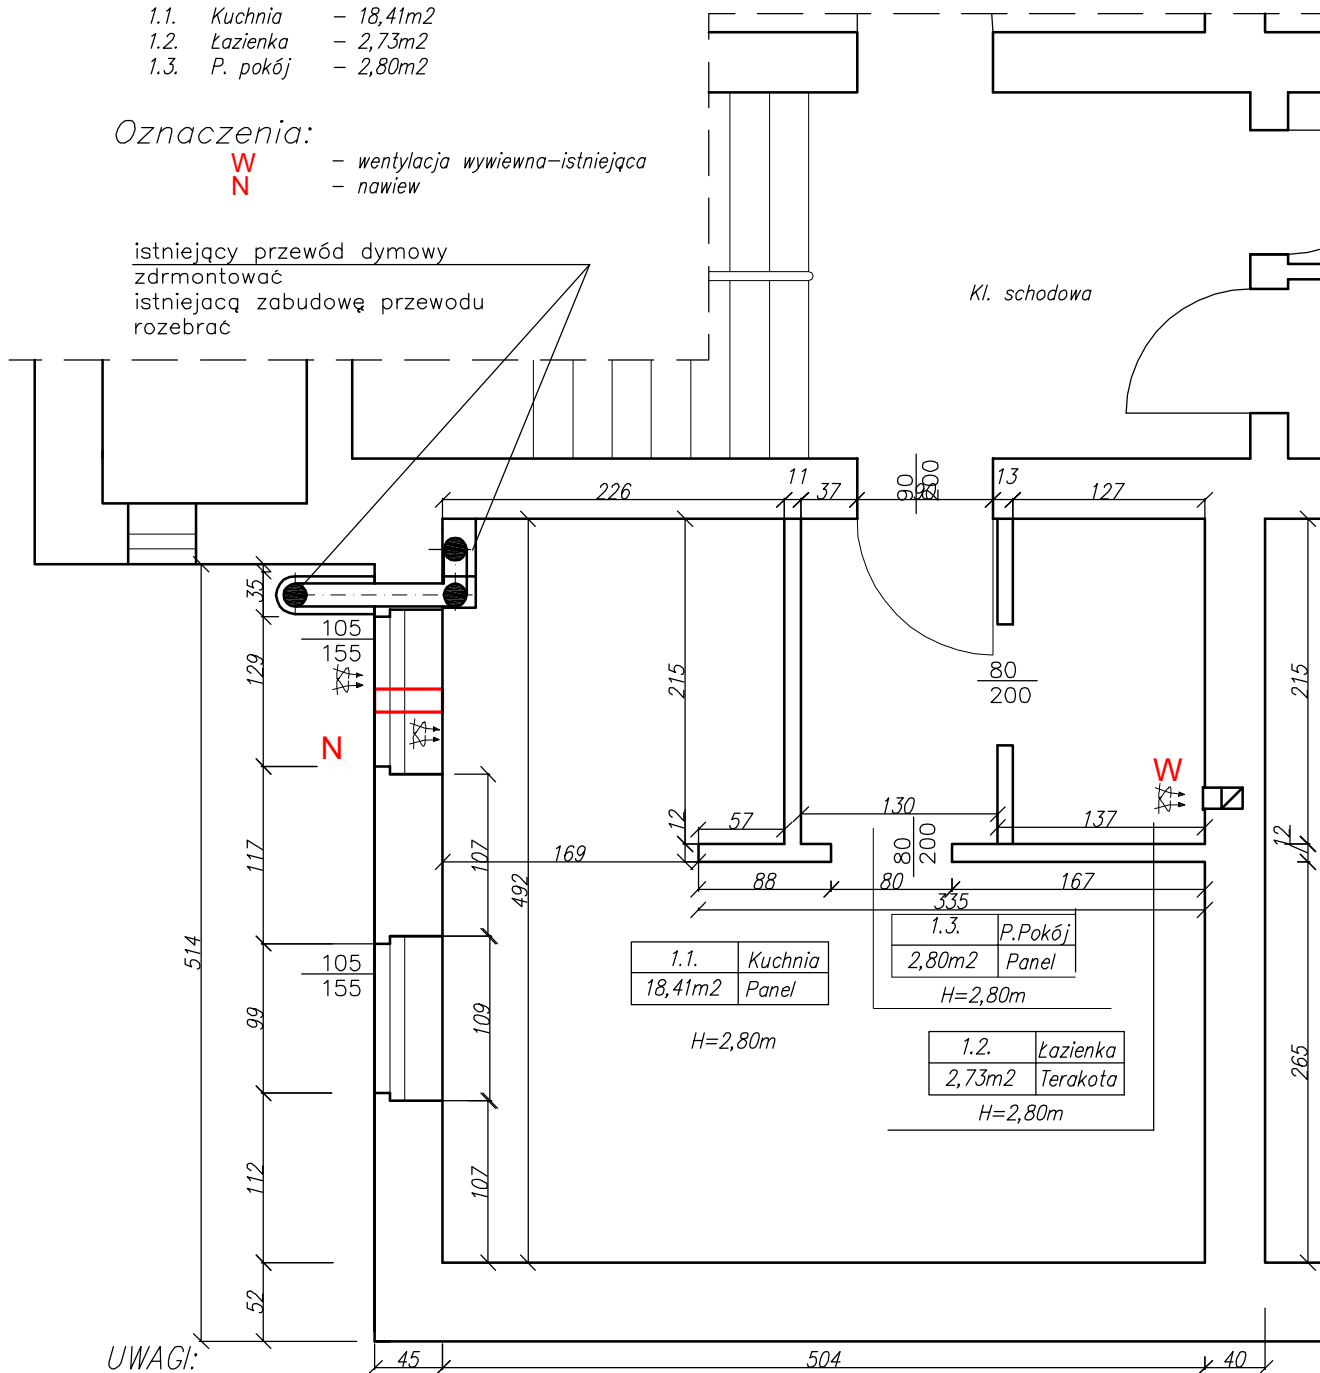 1.1. Kuchnia – 18,41m2
1.2. Łazienka – 2,73m2
1.3. P. pokój – 2,80m2
Oznaczenia:
W – wentylacja wywiewna–istniejąca
N – nawiew
istniejący przewód dymowy
zdrmontować
istniejacą zabudowę przewodu
rozebrać
Kl. schodowa
226
11
37
90
90
200
13
127
35
105
155
129
N
215
80
200
215
W
12
57
130
137
12
117
107
169
80
200
492
88
80
167
335
514
105
155
1.1. Kuchnia
18,41m2 Panel
H=2,80m
1.3. P.Pokój
2,80m2 Panel
H=2,80m
99
109
1.2. Łazienka
2,73m2 Terakota
H=2,80m
265
112
107
52
UWAGI:
45
504
40